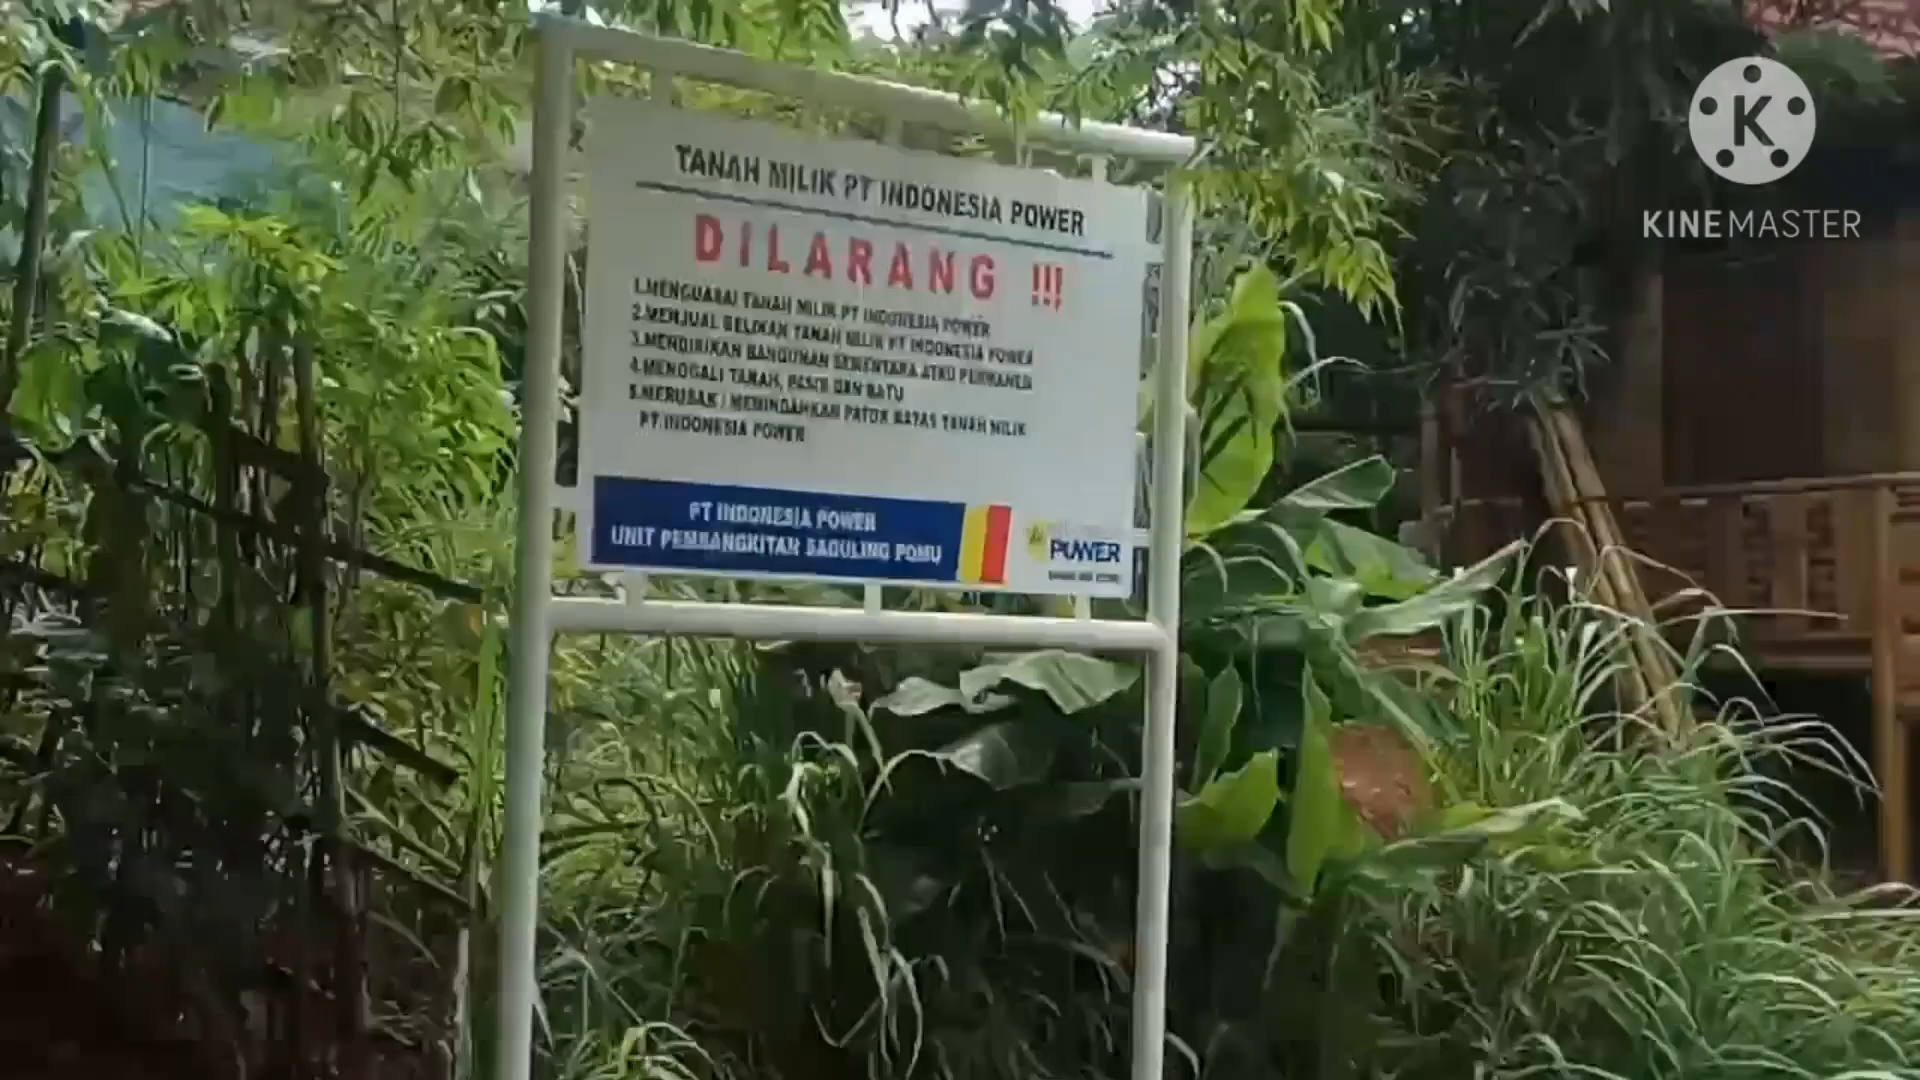 TANAH MILIK PT INDONESIA POWER
DILARANG !!!
1.MENGUASAI TANAH MILIK PT INDONESIA POWER
2.MENJUAL BELIKAN TANAH MILIK PT INDONESIA POWER
3.MENDIRIKAN BANGUNAN SEMENTARA ATAU PERMANEN
4.MENGGALI TANAH, PASIR DAN BATU
5.MERUSAK / MEMINDAHKAN PATOK BATAS TANAH MILIK
PT.INDONESIA POWER
PT INDONESIA POWER
UNIT PEMBANGKITAN SAGULING POMU
POWER
K
KINEMASTER